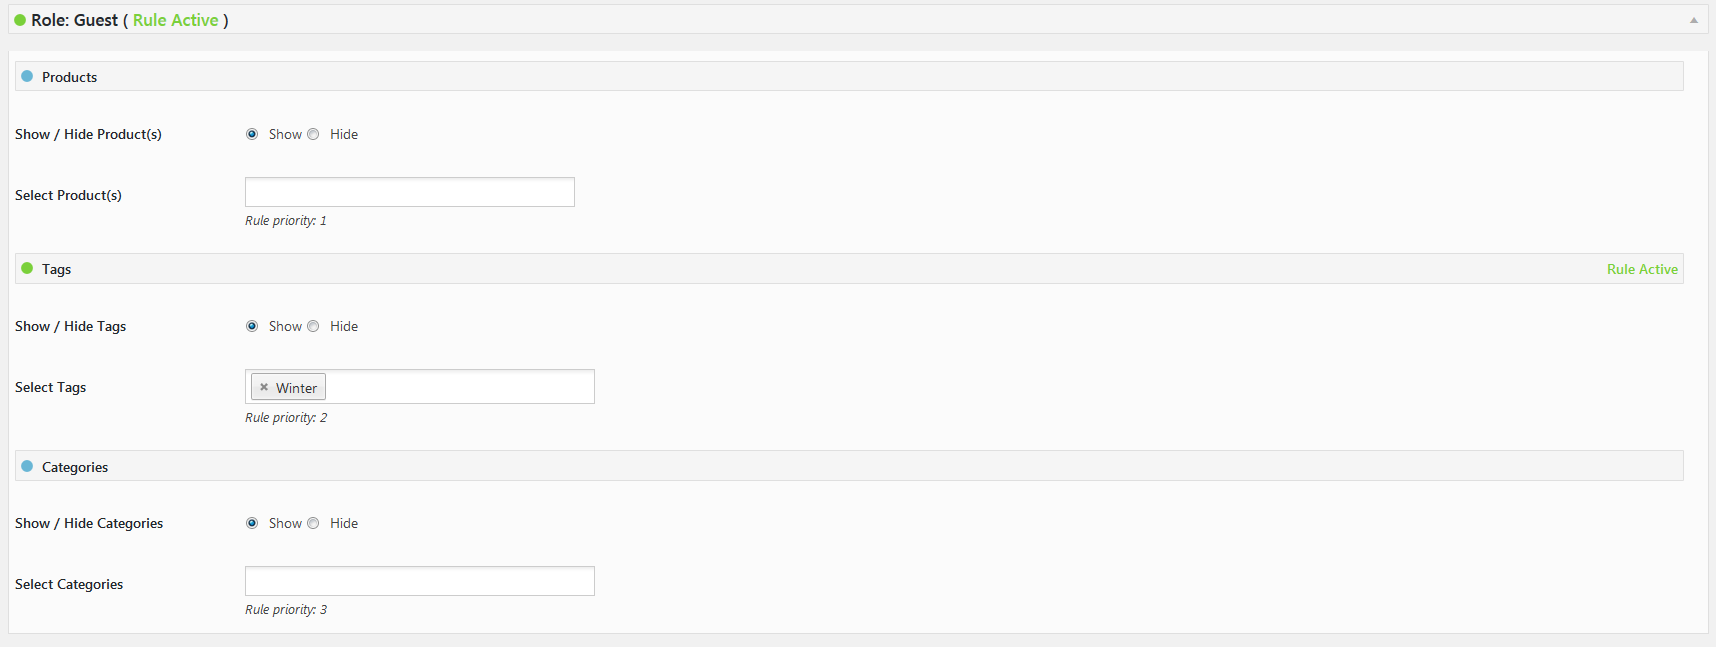 Role: Guest ( Rule Active )
Products
Show / Hide Product(s) Show Hide
Select Product(s)
Rule priority: 1
Tags Rule Active
Show / Hide Tags Show Hide
Select Tags Winter
Rule priority: 2
Categories
Show / Hide Categories Show Hide
Select Categories
Rule priority: 3